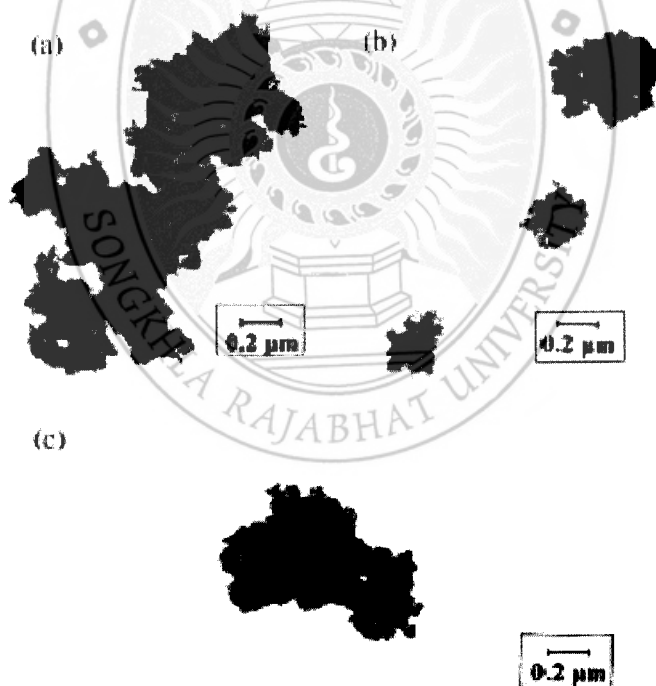 (a)
(b)
0.2 μm
0.2 μm
SONGKHLA RAJABHAT UNIVERSITY
(c)
0.2 μm